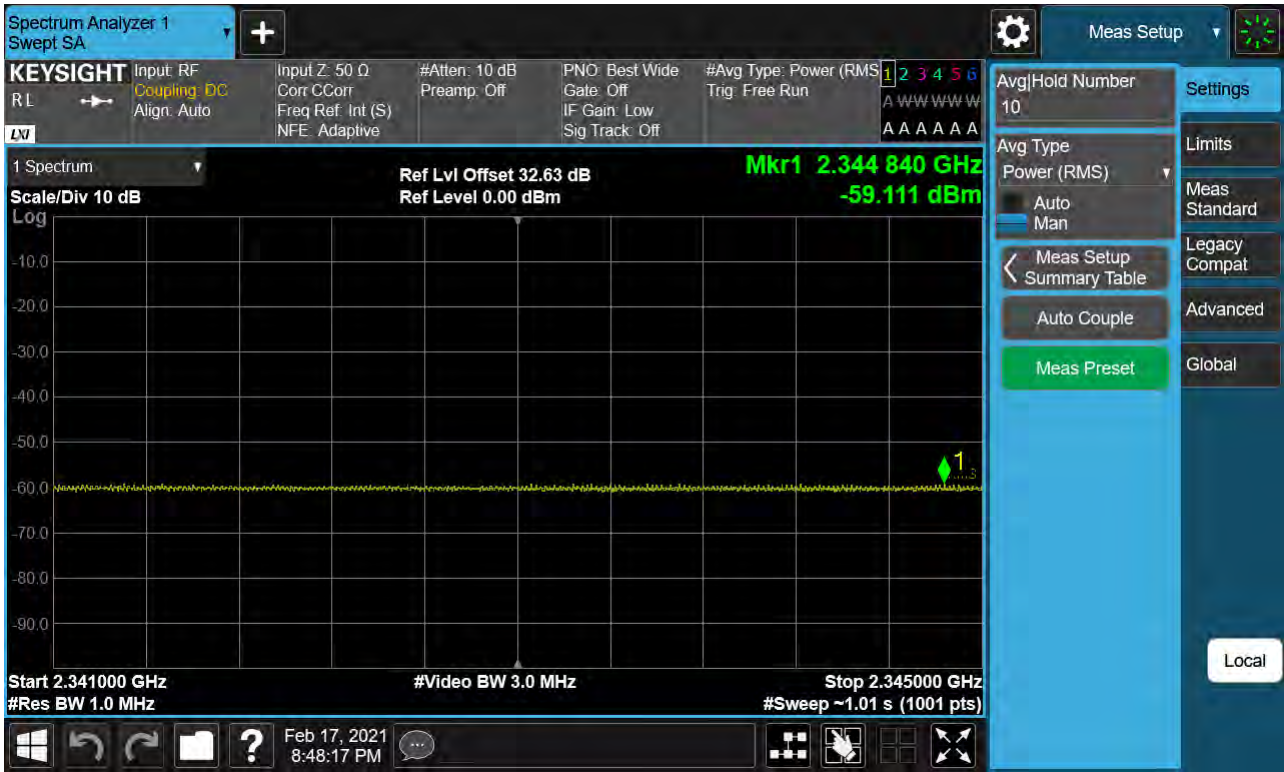 Spectrum Analyzer 1
Swept SA
+
Meas Setup
KEYSIGHT
RL
LXI
Input: RF
Coupling: DC
Align: Auto
Input Z: 50 Ω
Corr CCorr
Freq Ref: Int (S)
NFE: Adaptive
#Atten: 10 dB
Preamp: Off
PNO: Best Wide
Gate: Off
IF Gain: Low
Sig Track: Off
#Avg Type: Power (RMS
Trig: Free Run
1 2 3 4 5 6
A W W W W W
A A A A A A
1 Spectrum
Scale/Div 10 dB
Log
Ref Lvl Offset 32.63 dB
Ref Level 0.00 dBm
Mkr1 2.344 840 GHz
-59.111 dBm
-10.0
-20.0
-30.0
-40.0
-50.0
-60.0
-70.0
-80.0
-90.0
1
Start 2.341000 GHz
#Res BW 1.0 MHz
#Video BW 3.0 MHz
Stop 2.345000 GHz
#Sweep ~1.01 s (1001 pts)
Avg|Hold Number
10
Avg Type
Power (RMS)
Auto
Man
Meas Setup
Summary Table
Auto Couple
Meas Preset
Settings
Limits
Meas
Standard
Legacy
Compat
Advanced
Global
Local
?
Feb 17, 2021
8:48:17 PM